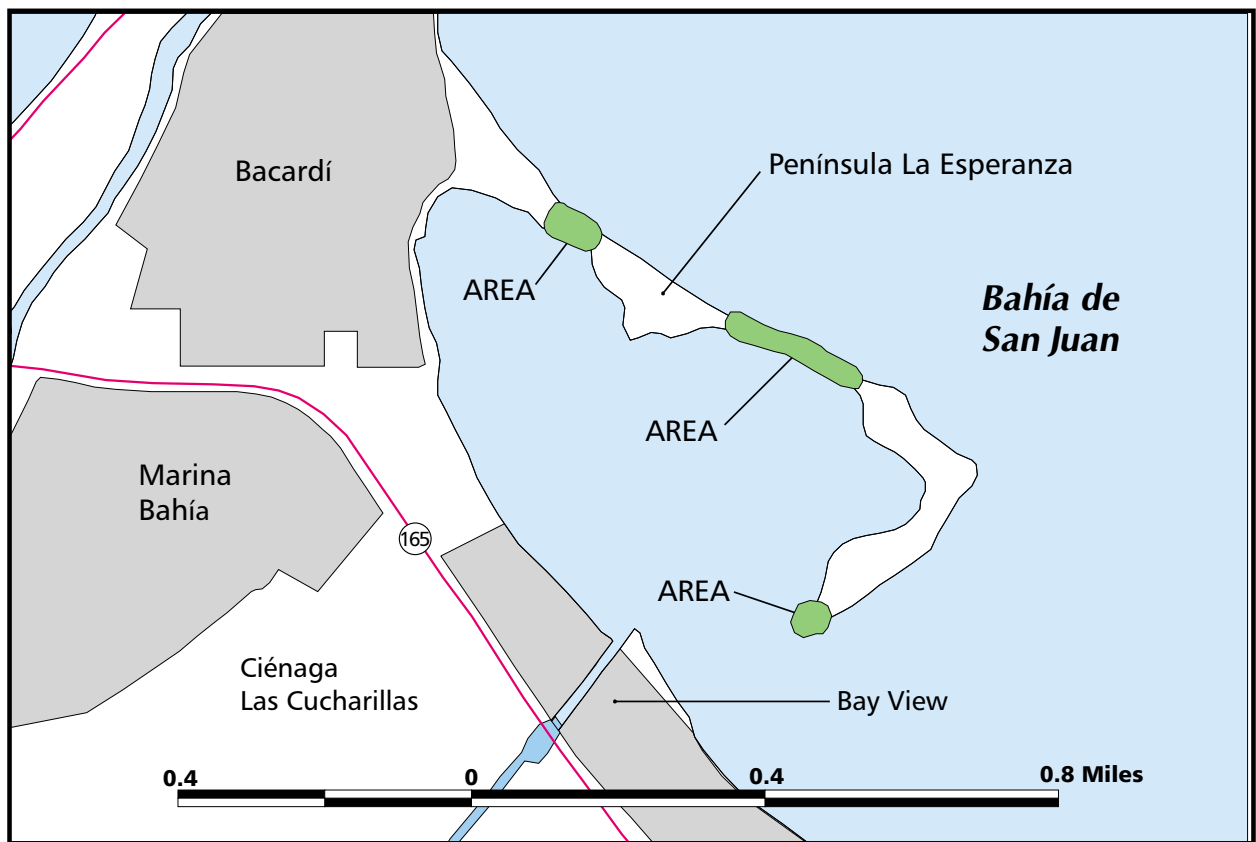 Bacardí
Península La Esperanza
AREA
Bahía de
San Juan
AREA
Marina
Bahía
165
AREA
Ciénaga
Las Cucharillas
Bay View
0.4
0
0.4
0.8 Miles